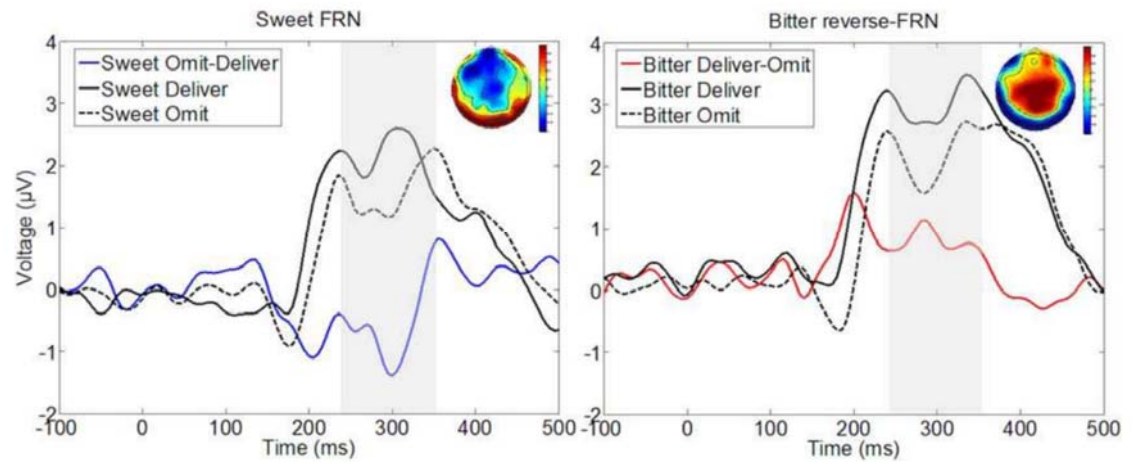 Sweet FRN
4
3
2
1
0
-1
-2
Voltage (µV)
Sweet Omit-Deliver
Sweet Deliver
Sweet Omit
-100 0 100 200 300 400 500
Time (ms)
Bitter reverse-FRN
4
3
2
1
0
-1
-2
Bitter Deliver-Omit
Bitter Deliver
Bitter Omit
-100 0 100 200 300 400 500
Time (ms)